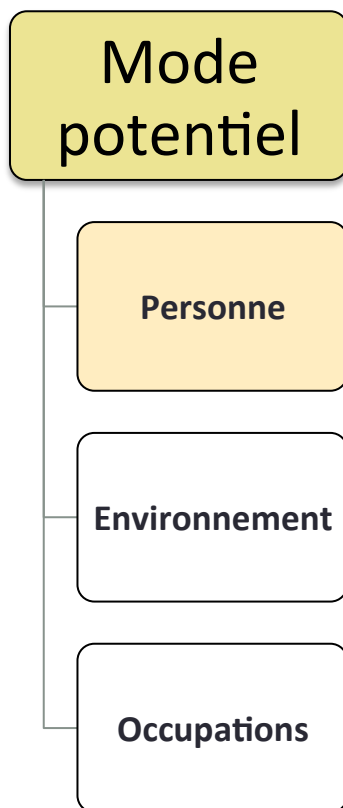 Mode
potentiel
Personne
Environnement
Occupations